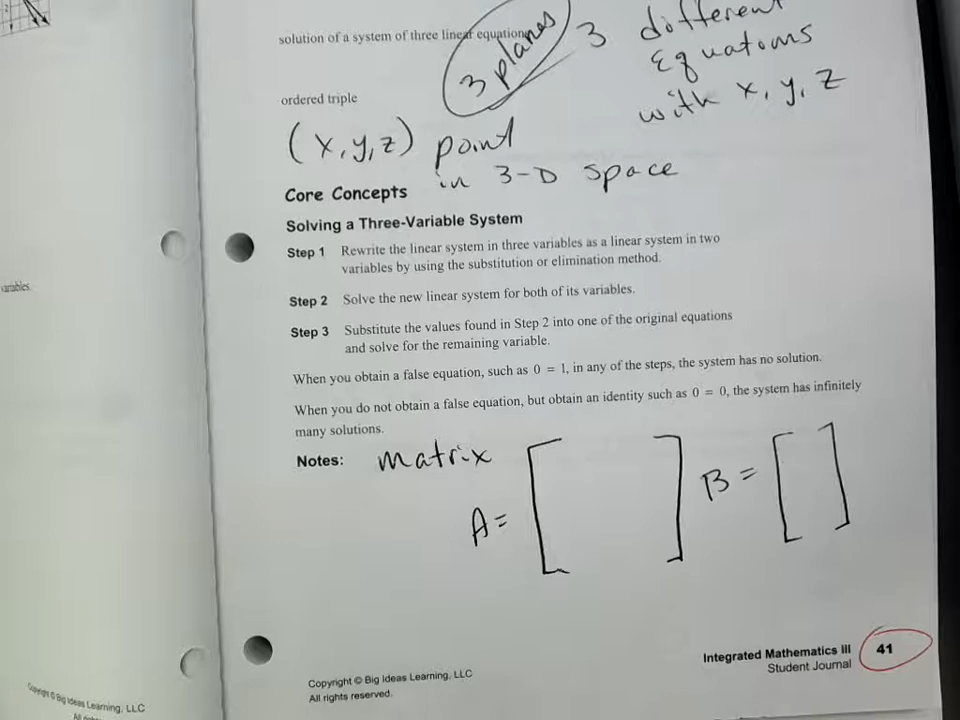 solution of a system of three linear equations
3 planes
3 different
Equations
with x, y, z
ordered triple
(x, y, z) point
in 3-D space
Core Concepts
Solving a Three-Variable System
Step 1 Rewrite the linear system in three variables as a linear system in two
variables by using the substitution or elimination method.
Step 2 Solve the new linear system for both of its variables.
Step 3 Substitute the values found in Step 2 into one of the original equations
and solve for the remaining variable.
When you obtain a false equation, such as 0 = 1, in any of the steps, the system has no solution.
When you do not obtain a false equation, but obtain an identity such as 0 = 0, the system has infinitely
many solutions.
Notes: matrix
A = [ ] B = [ ]
Integrated Mathematics III 41
Student Journal
Copyright © Big Ideas Learning, LLC
All rights reserved.
variables.
Copyright © Big Ideas Learning, LLC